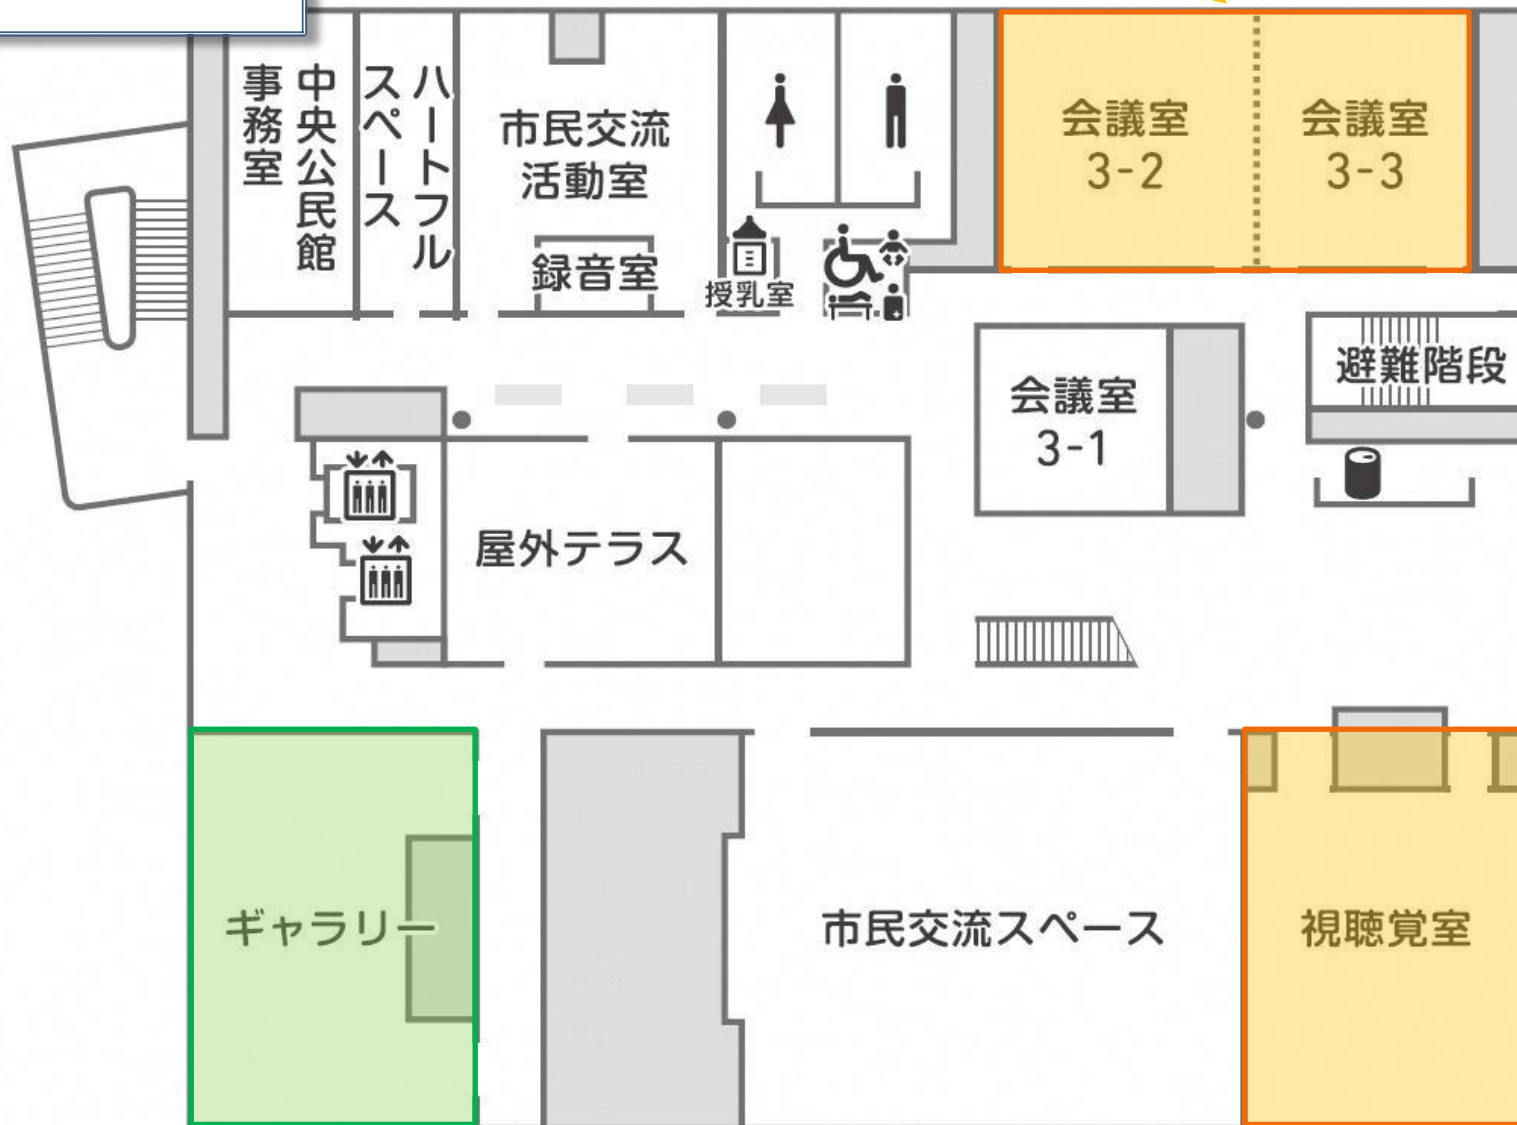 中央公民館
事務室
ハートフル
スペース
市民交流
活動室
録音室
授乳室
会議室
3-2
会議室
3-3
会議室
3-1
避難階段
屋外テラス
ギャラリー
市民交流スペース
視聴覚室